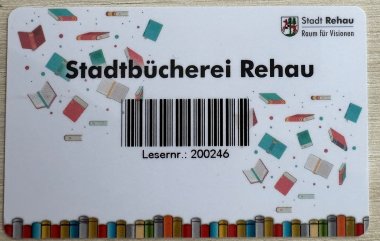 Stadt Rehau
Raum für Visionen
Stadtbücherei Rehau
Lesernr.: 200246